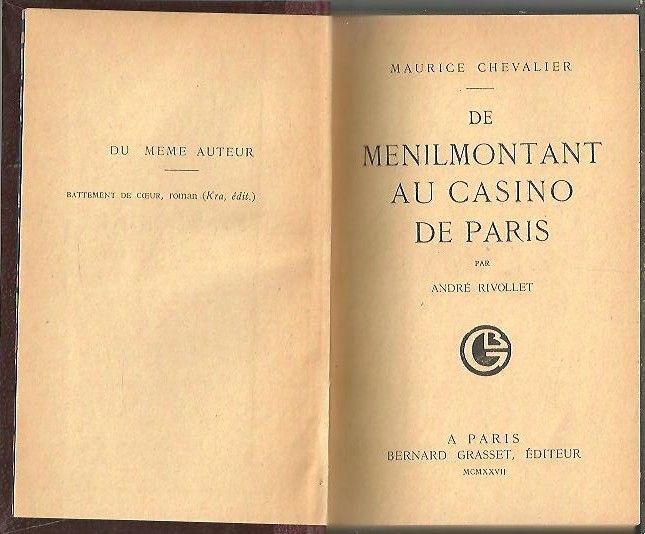 DU MEME AUTEUR
BATTEMENT DE CŒUR, roman (Kra, édit.)
MAURICE CHEVALIER
DE
MENILMONTANT
AU CASINO
DE PARIS
PAR
ANDRÉ RIVOLLET
BG
A PARIS
BERNARD GRASSET, ÉDITEUR
MCMXXVII